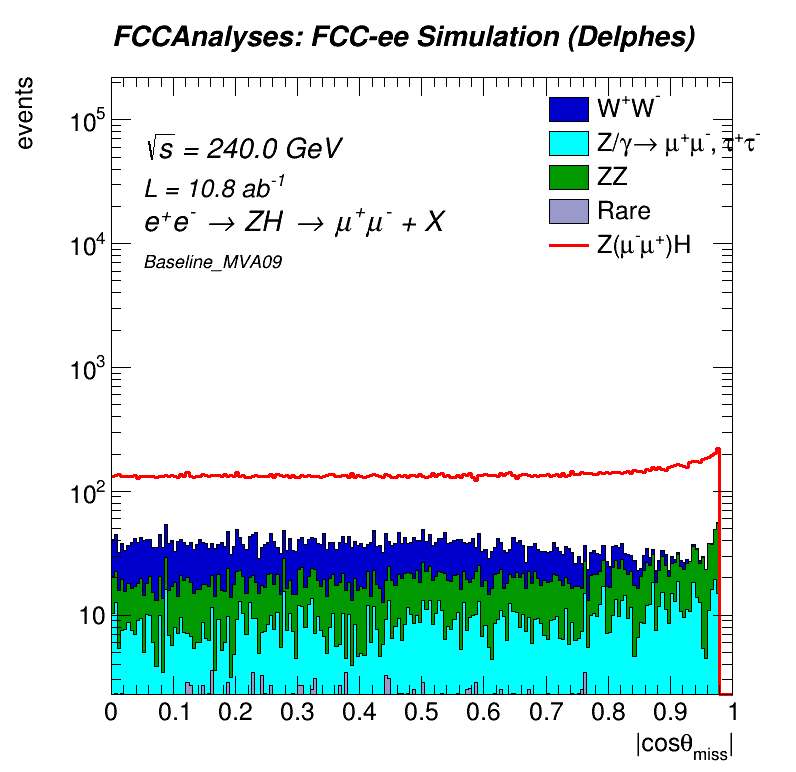 FCCAnalyses: FCC-ee Simulation (Delphes)
events
10⁵
10⁴
10³
10²
10
√s = 240.0 GeV
L = 10.8 ab⁻¹
e⁺e⁻ → ZH → μ⁺μ⁻ + X
Baseline_MVA09
W⁺W⁻
Z/γ→ μ⁺μ⁻, τ⁺τ⁻
ZZ
Rare
Z(μ⁻μ⁺)H
0 0.1 0.2 0.3 0.4 0.5 0.6 0.7 0.8 0.9 1
|cosθ_miss|